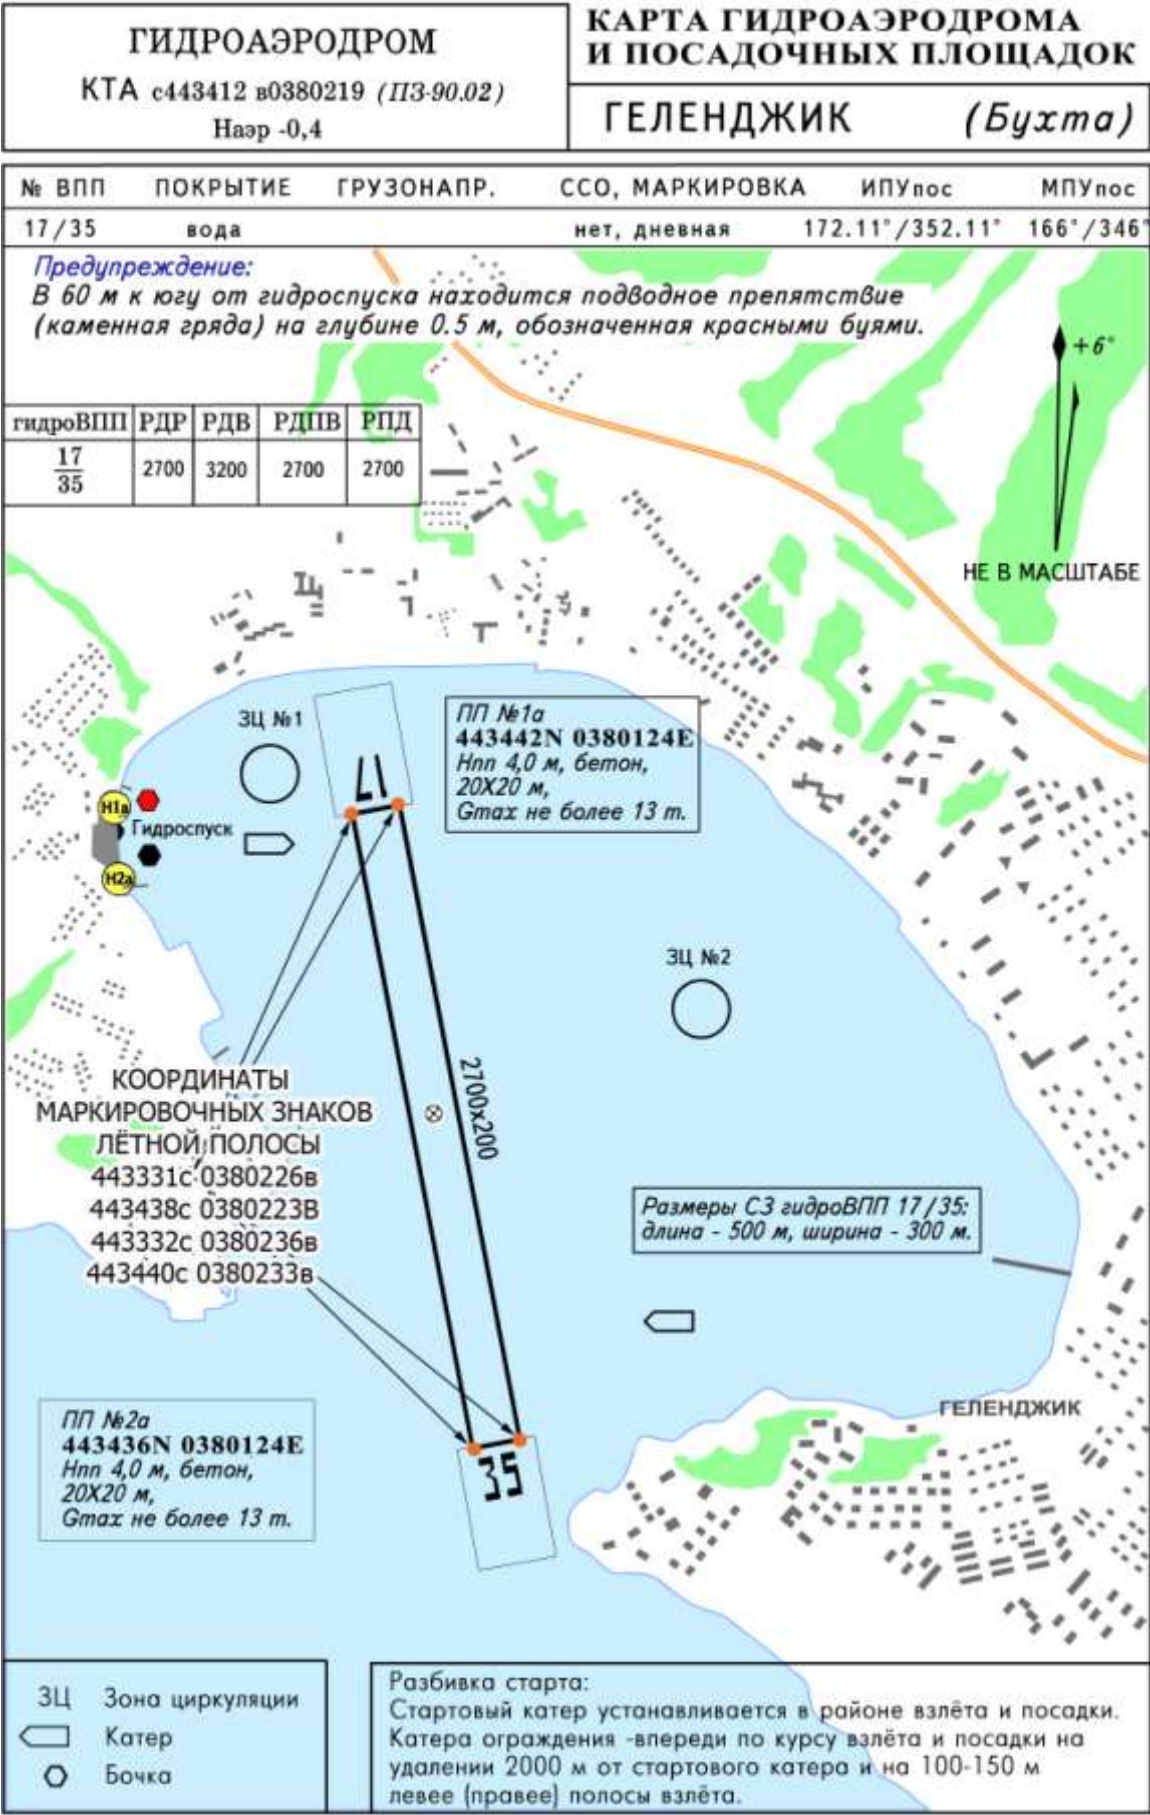 ГИДРОАЭРОДРОМ
КТА с443412 в0380219 (ПЗ-90.02)
Наэр -0,4
КАРТА ГИДРОАЭРОДРОМА
И ПОСАДОЧНЫХ ПЛОЩАДОК
ГЕЛЕНДЖИК (Бухта)
№ ВПП ПОКРЫТИЕ ГРУЗОНАПР. ССО, МАРКИРОВКА ИПУпос МПУпос
17/35 вода нет, дневная 172.11°/352.11° 166°/346°
Предупреждение:
В 60 м к югу от гидроспуска находится подводное препятствие
(каменная гряда) на глубине 0.5 м, обозначенная красными буями.
+6°
НЕ В МАСШТАБЕ
гидроВПП РДР РДВ РДПВ РПД
17
35
2700 3200 2700 2700
ЗЦ №1
ПП №1а
443442N 0380124E
Нпп 4,0 м, бетон,
20X20 м,
Gmax не более 13 т.
17
Н1а
Гидроспуск
Н2а
ЗЦ №2
2700x200
КООРДИНАТЫ
МАРКИРОВОЧНЫХ ЗНАКОВ
ЛЁТНОЙ ПОЛОСЫ
443331с 0380226в
443438с 0380223В
443332с 0380236в
443440с 0380233в
Размеры СЗ гидроВПП 17/35:
длина - 500 м, ширина - 300 м.
ГЕЛЕНДЖИК
ПП №2а
443436N 0380124E
Нпп 4,0 м, бетон,
20X20 м,
Gmax не более 13 т.
35
ЗЦ Зона циркуляции
Катер
Бочка
Разбивка старта:
Стартовый катер устанавливается в районе взлёта и посадки.
Катера ограждения -впереди по курсу взлёта и посадки на
удалении 2000 м от стартового катера и на 100-150 м
левее (правее) полосы взлёта.